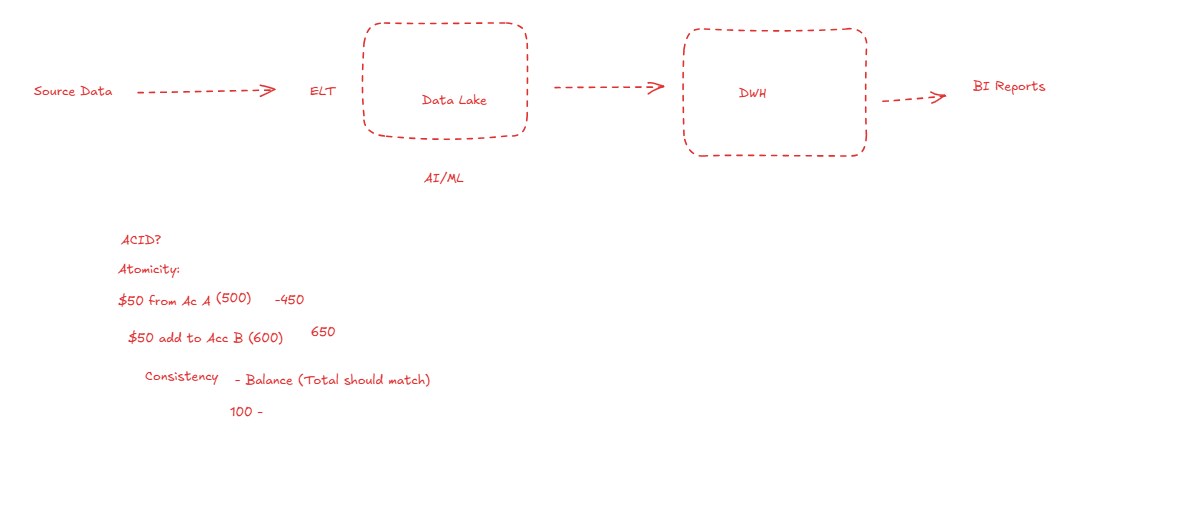 Source Data
ELT
Data Lake
DWH
BI Reports
AI/ML
ACID?
Atomicity:
$50 from Ac A (500) -450
$50 add to Acc B (600) 650
Consistency - Balance (Total should match)
100 -